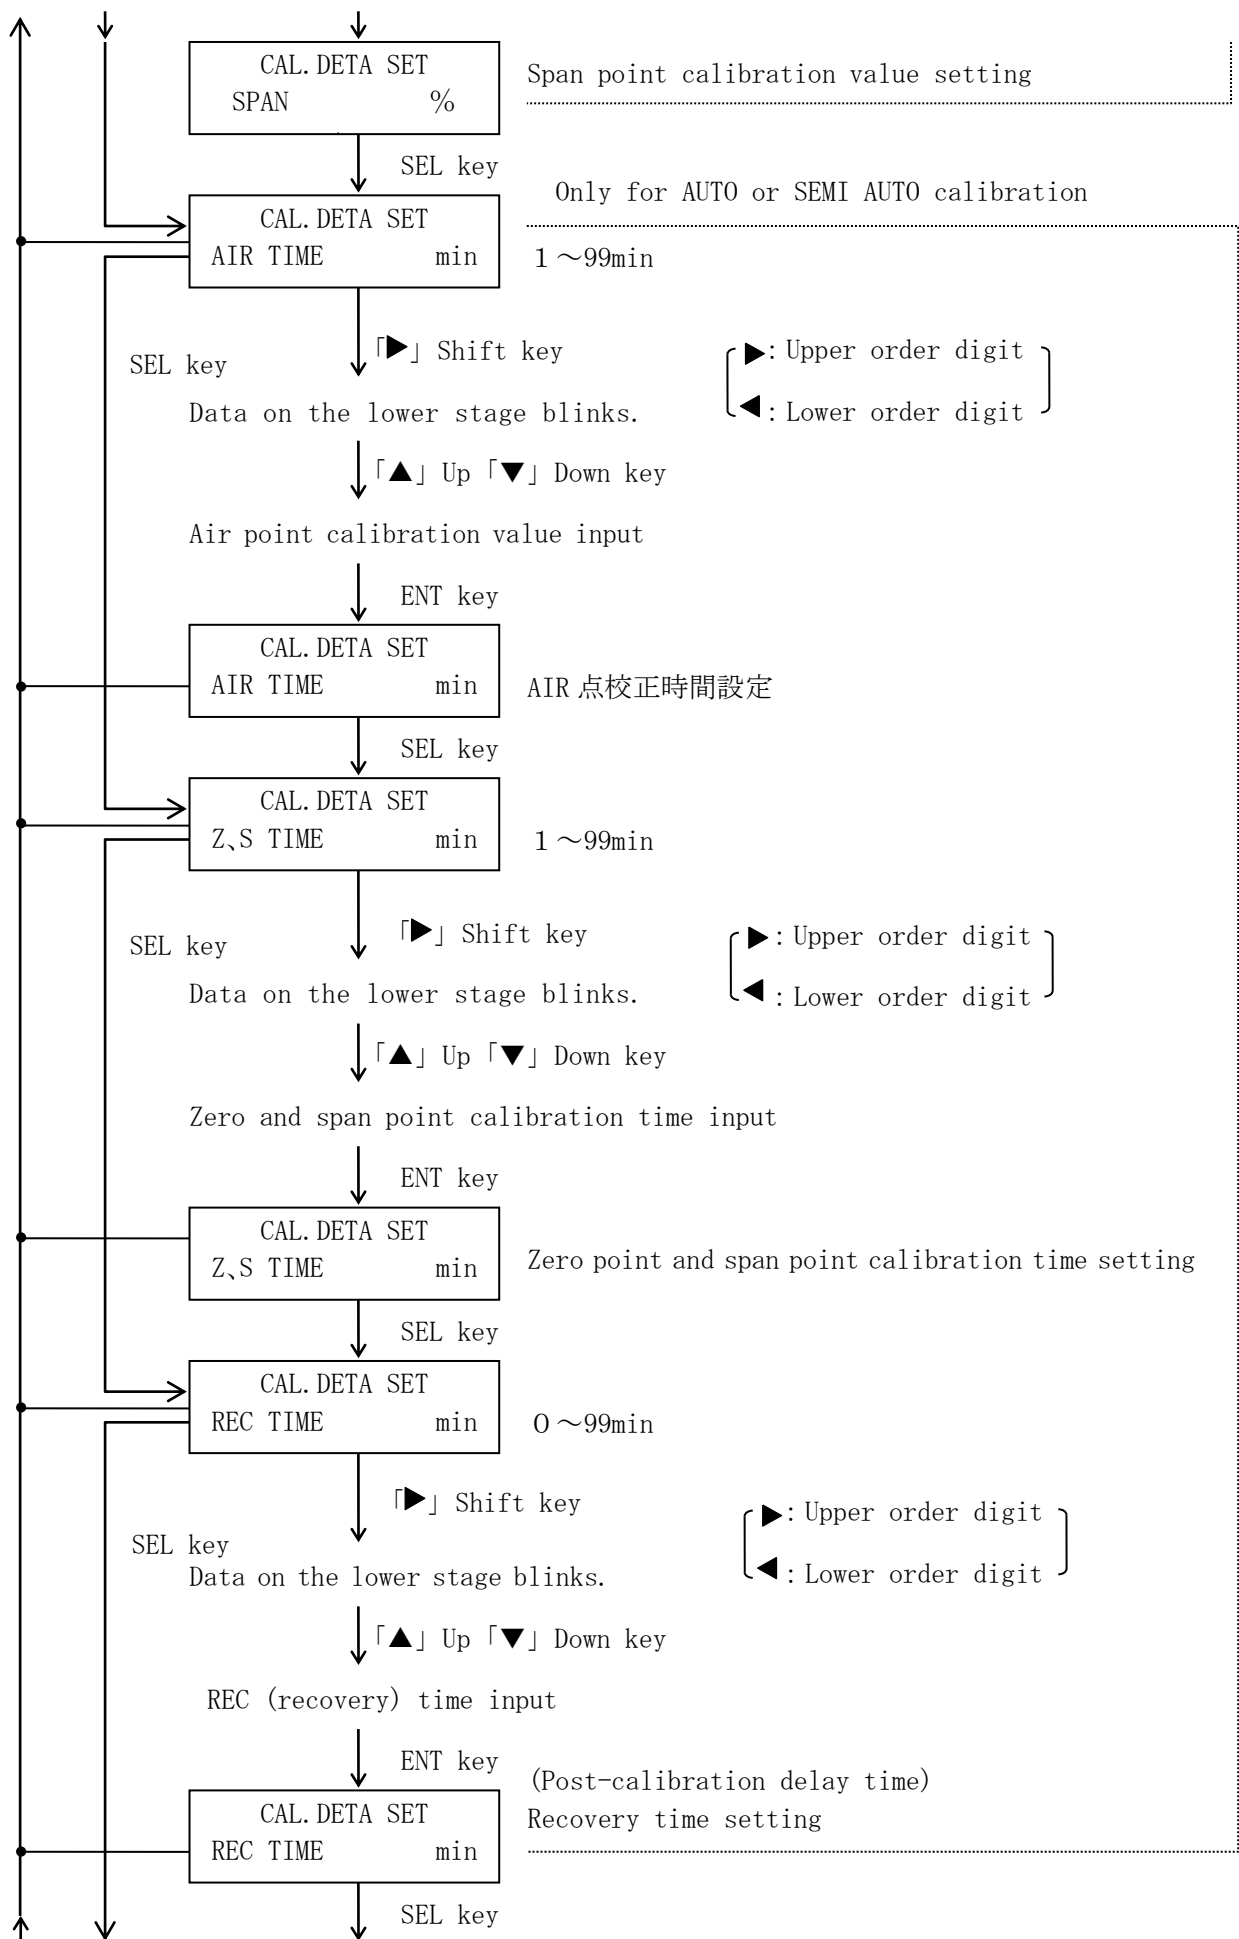 CAL.DETA SET
SPAN %
Span point calibration value setting
SEL key
Only for AUTO or SEMI AUTO calibration
CAL.DETA SET
AIR TIME min
1~99min
SEL key
「▶」Shift key
▶: Upper order digit
Data on the lower stage blinks.
◀: Lower order digit
「▲」Up「▼」Down key
Air point calibration value input
ENT key
CAL.DETA SET
AIR TIME min
AIR 点校正時間設定
SEL key
CAL.DETA SET
Z、S TIME min
1~99min
SEL key
「▶」Shift key
▶: Upper order digit
Data on the lower stage blinks.
◀: Lower order digit
「▲」Up「▼」Down key
Zero and span point calibration time input
ENT key
CAL.DETA SET
Z、S TIME min
Zero point and span point calibration time setting
SEL key
CAL.DETA SET
REC TIME min
0~99min
「▶」Shift key
▶: Upper order digit
SEL key
Data on the lower stage blinks.
◀: Lower order digit
「▲」Up「▼」Down key
REC (recovery) time input
ENT key
(Post-calibration delay time)
CAL.DETA SET
Recovery time setting
REC TIME min
SEL key